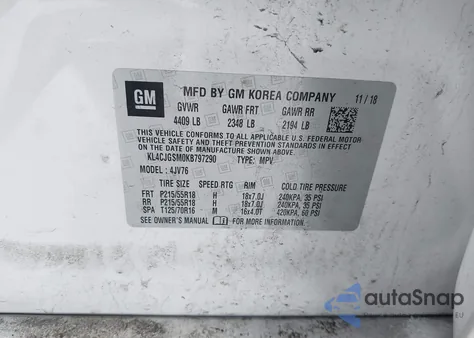 GM
MFD BY GM KOREA COMPANY 11/18
GVWR GAWR FRT GAWR RR
4409 LB 2348 LB 2194 LB
THIS VEHICLE CONFORMS TO ALL APPLICABLE U.S. FEDERAL MOTOR
VEHICLE SAFETY AND THEFT PREVENTION STANDARDS IN EFFECT ON
THE DATE OF MANUFACTURE SHOWN ABOVE.
KL4CJGSM0KB797290 TYPE: MPV
MODEL: 4JV76
TIRE SIZE SPEED RTG RIM COLD TIRE PRESSURE
FRT P215/55R18 H 18x7.0J 240KPA, 35 PSI
RR P215/55R18 H 18x7.0J 240KPA, 35 PSI
SPA T125/70R16 M 16x4.0T 420KPA, 60 PSI
SEE OWNER'S MANUAL FOR MORE INFORMATION.
autoSnap